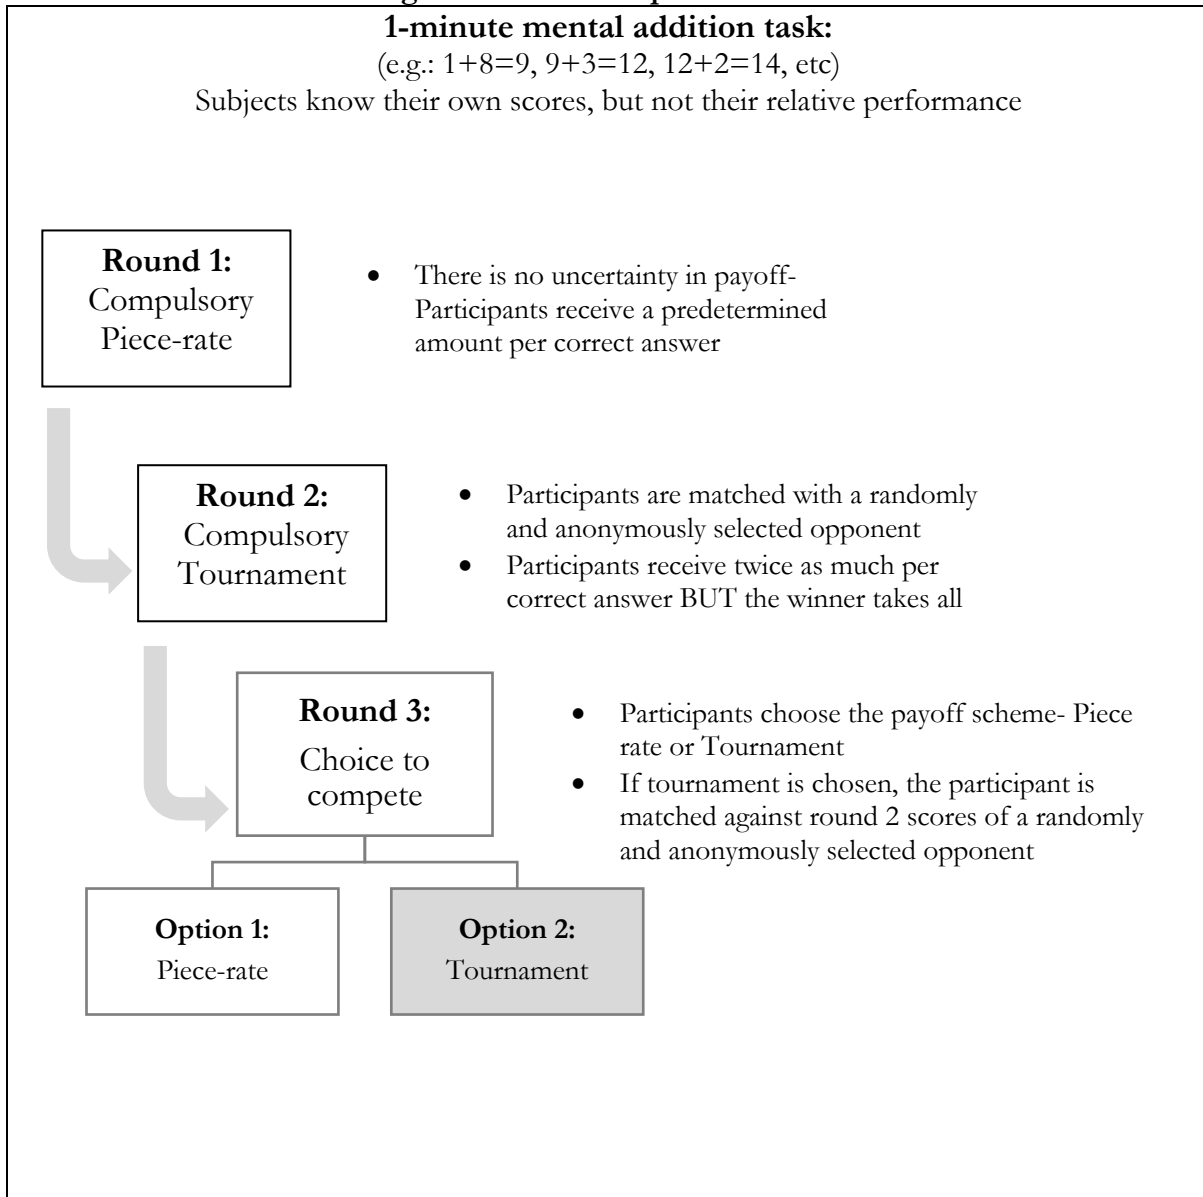 1-minute mental addition task:
(e.g.: 1+8=9, 9+3=12, 12+2=14, etc)
Subjects know their own scores, but not their relative performance
Round 1:
Compulsory
Piece-rate
• There is no uncertainty in payoff-
Participants receive a predetermined
amount per correct answer
Round 2:
Compulsory
Tournament
• Participants are matched with a randomly
and anonymously selected opponent
• Participants receive twice as much per
correct answer BUT the winner takes all
Round 3:
Choice to
compete
• Participants choose the payoff scheme- Piece
rate or Tournament
• If tournament is chosen, the participant is
matched against round 2 scores of a randomly
and anonymously selected opponent
Option 1:
Piece-rate
Option 2:
Tournament